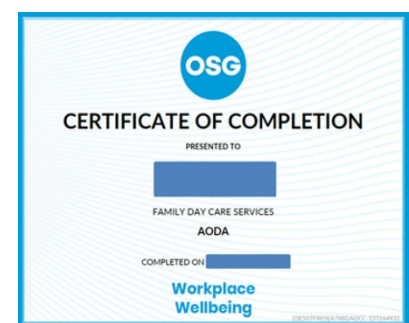 OSG
CERTIFICATE OF COMPLETION
PRESENTED TO
FAMILY DAY CARE SERVICES
AODA
COMPLETED ON
Workplace
Wellbeing